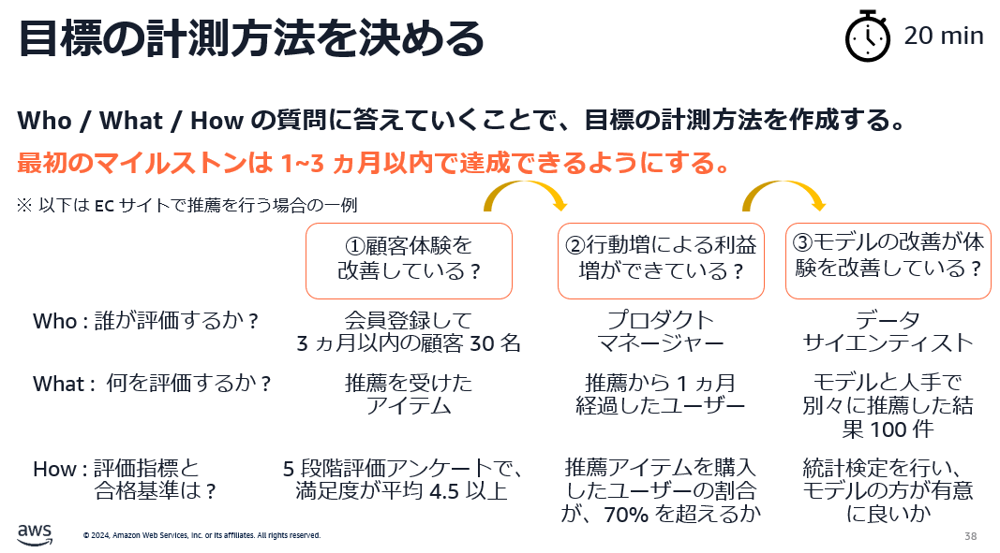 目標の計測方法を決める
20 min
Who / What / How の質問に答えていくことで、目標の計測方法を作成する。
最初のマイルストンは 1~3 ヵ月以内で達成できるようにする。
※ 以下は EC サイトで推薦を行う場合の一例
①顧客体験を
改善している？
②行動増による利益
増ができている？
③モデルの改善が体
験を改善している？
Who : 誰が評価するか？
会員登録して
3 ヵ月以内の顧客 30 名
プロダクト
マネージャー
データ
サイエンティスト
What : 何を評価するか？
推薦を受けた
アイテム
推薦から 1 ヵ月
経過したユーザー
モデルと人手で
別々に推薦した結
果 100 件
How : 評価指標と
合格基準は？
5 段階評価アンケートで、
満足度が平均 4.5 以上
推薦アイテムを購入
したユーザーの割合
が、70% を超えるか
統計検定を行い、
モデルの方が有意
に良いか
aws
© 2024, Amazon Web Services, Inc. or its affiliates. All rights reserved.
38